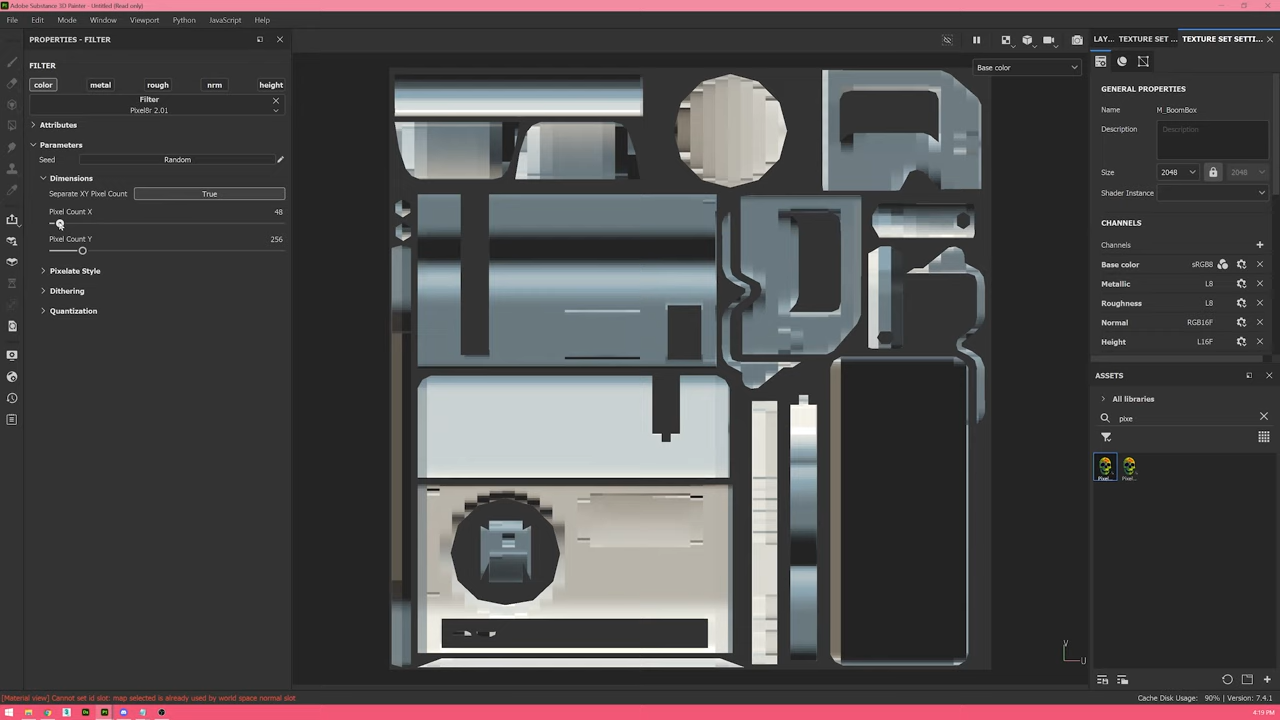 Adobe Substance 3D Painter - Untitled (Read only)
File Edit Mode Window Viewport Python JavaScript Help
PROPERTIES - FILTER
FILTER
color metal rough nrm height
Filter
Pixel8r 2.01
Attributes
Parameters
Seed Random
Dimensions
Separate XY Pixel Count True
Pixel Count X 48
Pixel Count Y 256
Pixelate Style
Dithering
Quantization
Base color
LAY... TEXTURE SET ... TEXTURE SET SETTI...
GENERAL PROPERTIES
Name M_BoomBox
Description Description
Size 2048 2048
Shader Instance
CHANNELS
Channels
Base color sRGB8
Metallic L8
Roughness L8
Normal RGB16F
Height L16F
ASSETS
All libraries
pixe
Pixel... Pixel...
y
u
[Material view] Cannot set id slot: map selected is already used by world space normal slot
Cache Disk Usage: 90% | Version: 7.4.1
4:19 PM